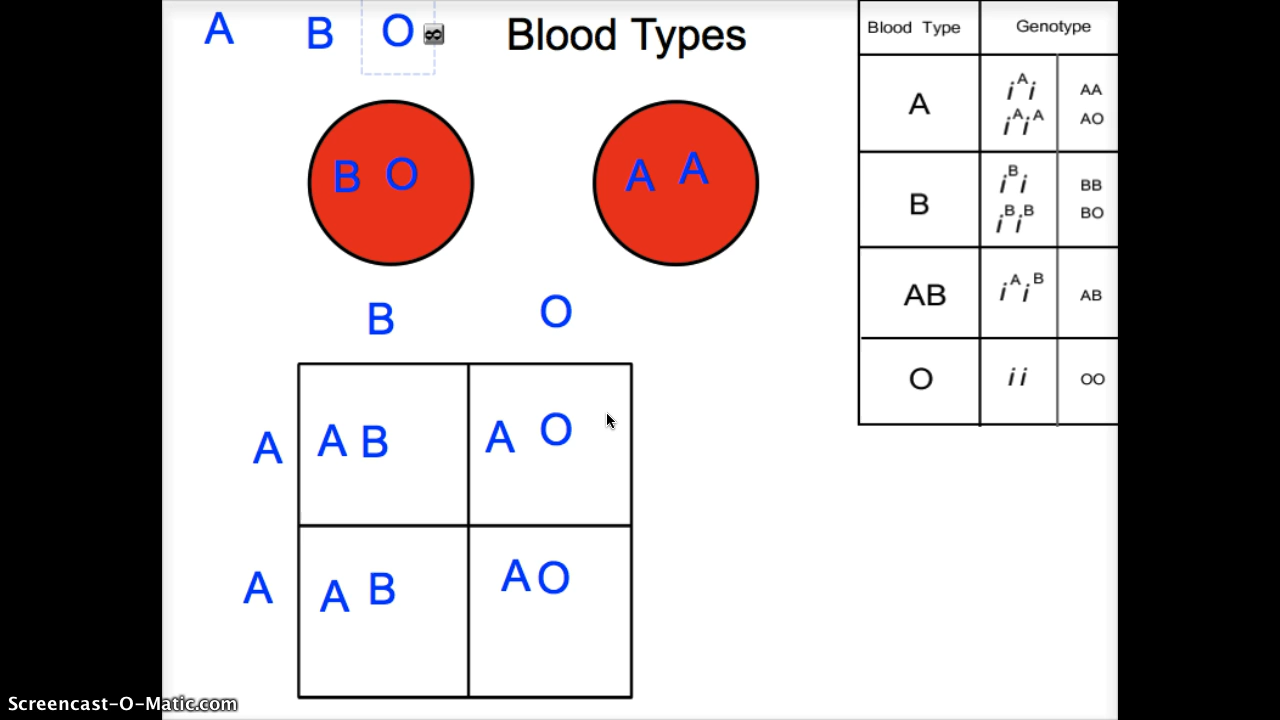 A B O Blood Types
B O
A A
B O
A A B A O
A A B A O
Blood Type Genotype
A iᴬi AA
iᴬiᴬ AO
B iᴮi BB
iᴮiᴮ BO
AB iᴬiᴮ AB
O ii OO
Screencast-O-Matic.com